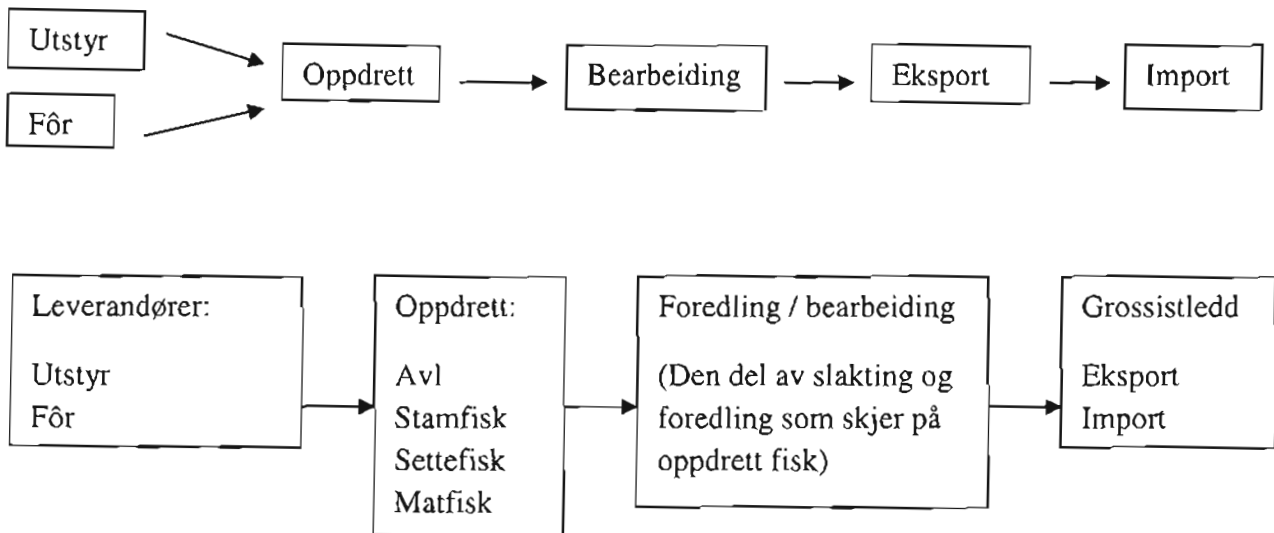 Utstyr
Fôr
Oppdrett
Bearbeiding
Eksport
Import
Leverandører:
Utstyr
Fôr
Oppdrett:
Avl
Stamfisk
Settefisk
Matfisk
Foredling / bearbeiding
(Den del av slakting og
foredling som skjer på
oppdrett fisk)
Grossistledd
Eksport
Import